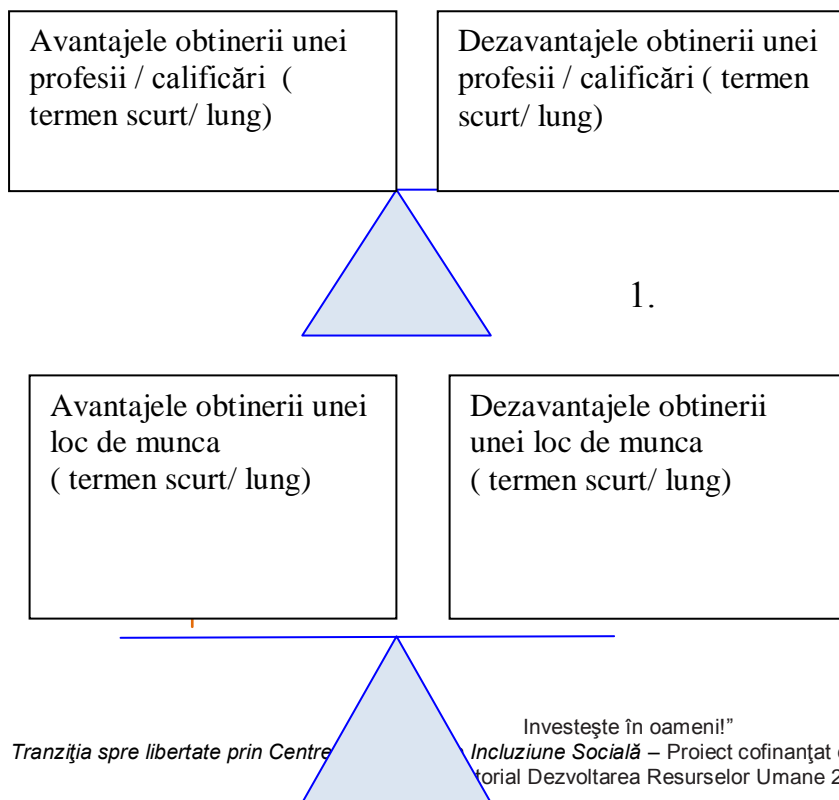 Avantajele obtinerii unei
profesii / calificări (
termen scurt/ lung)
Dezavantajele obtinerii unei
profesii / calificări ( termen
scurt/ lung)
1.
Avantajele obtinerii unei
loc de munca
( termen scurt/ lung)
Dezavantajele obtinerii
unei loc de munca
( termen scurt/ lung)
Investeşte în oameni!”
Tranziţia spre libertate prin Incluziune Socială – Proiect cofinanţat
Dezvoltarea Resurselor Umane 2